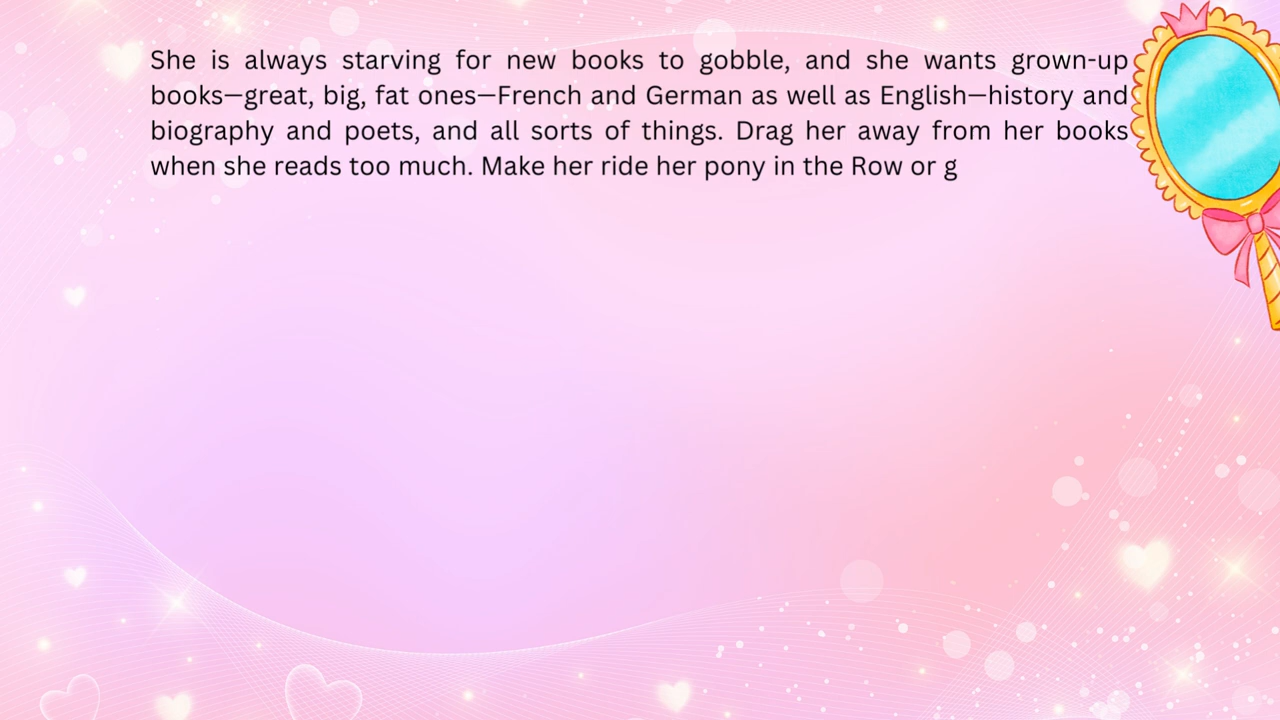 She is always starving for new books to gobble, and she wants grown-up
books—great, big, fat ones—French and German as well as English—history and
biography and poets, and all sorts of things. Drag her away from her books
when she reads too much. Make her ride her pony in the Row or g